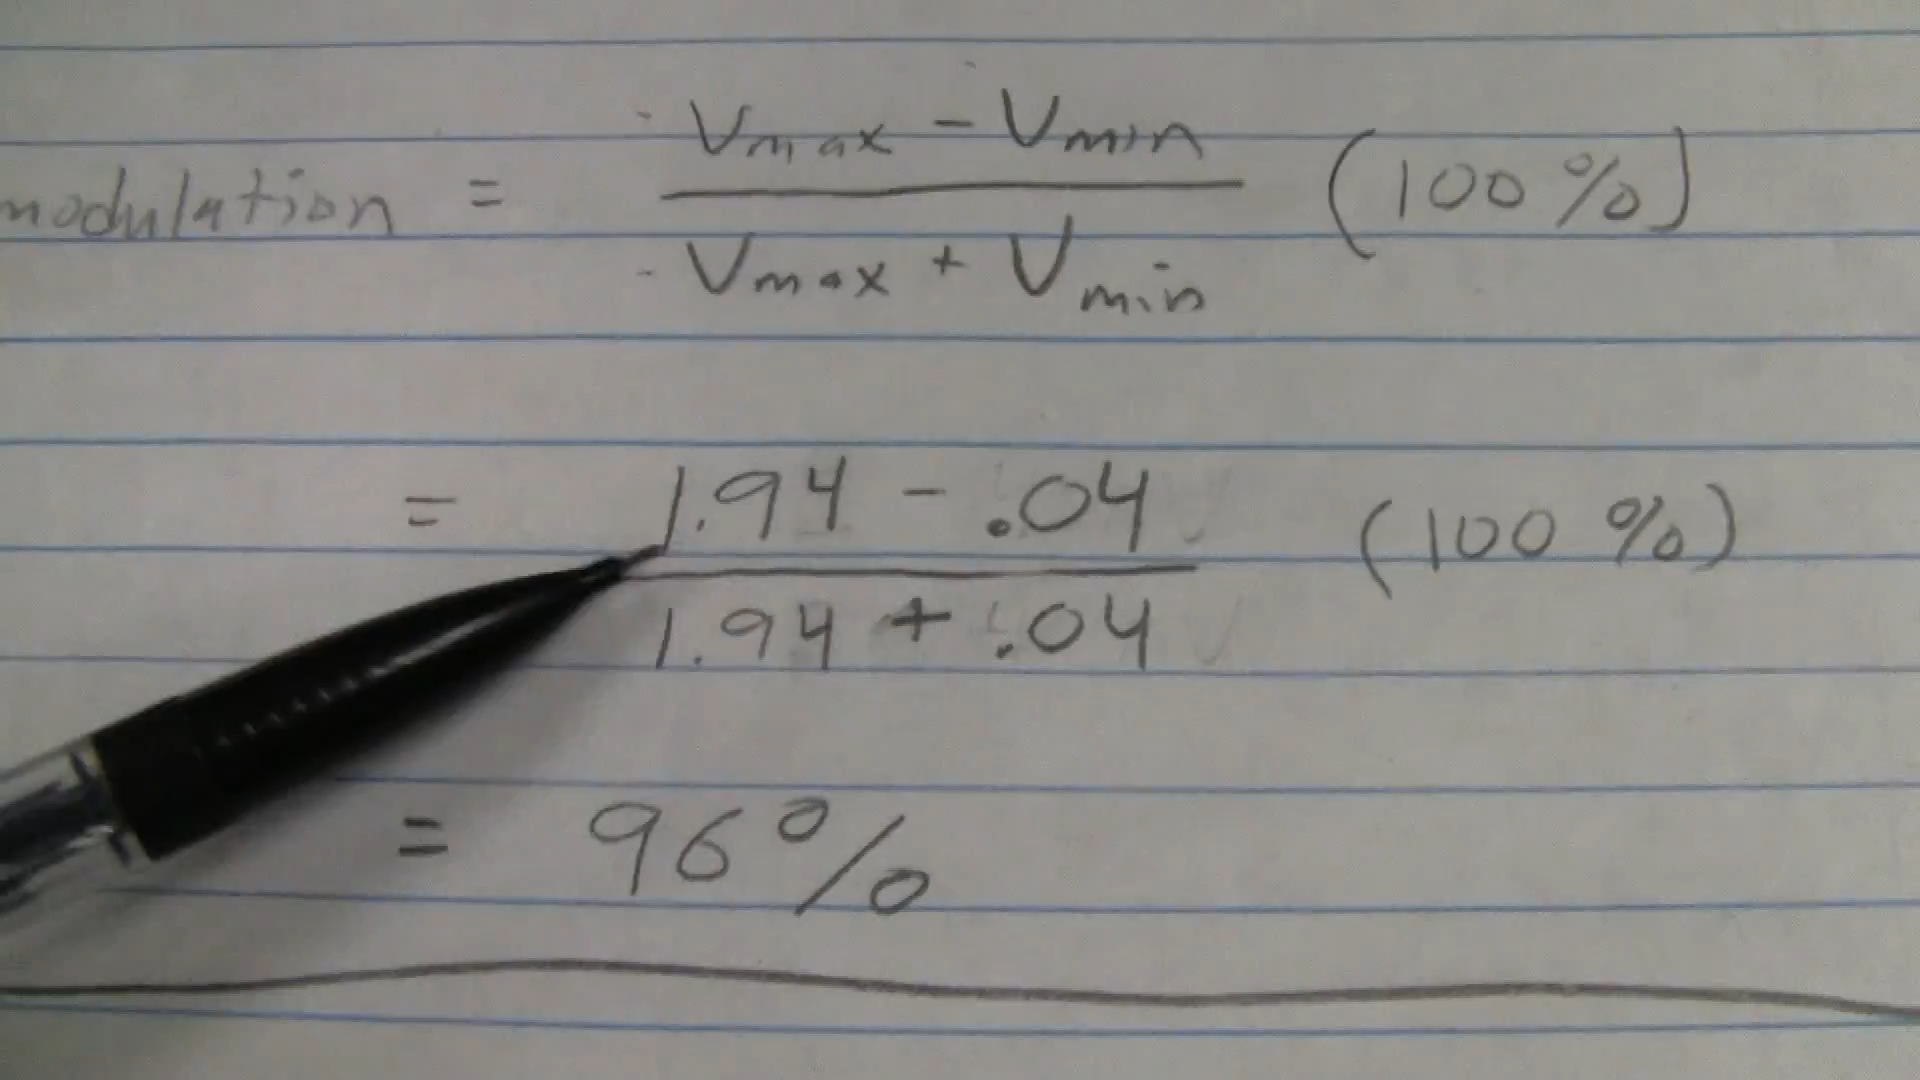 modulation = Vmax - Vmin / Vmax + Vmin (100 %)
= 1.94 - .04 / 1.94 + .04 (100 %)
= 96 %